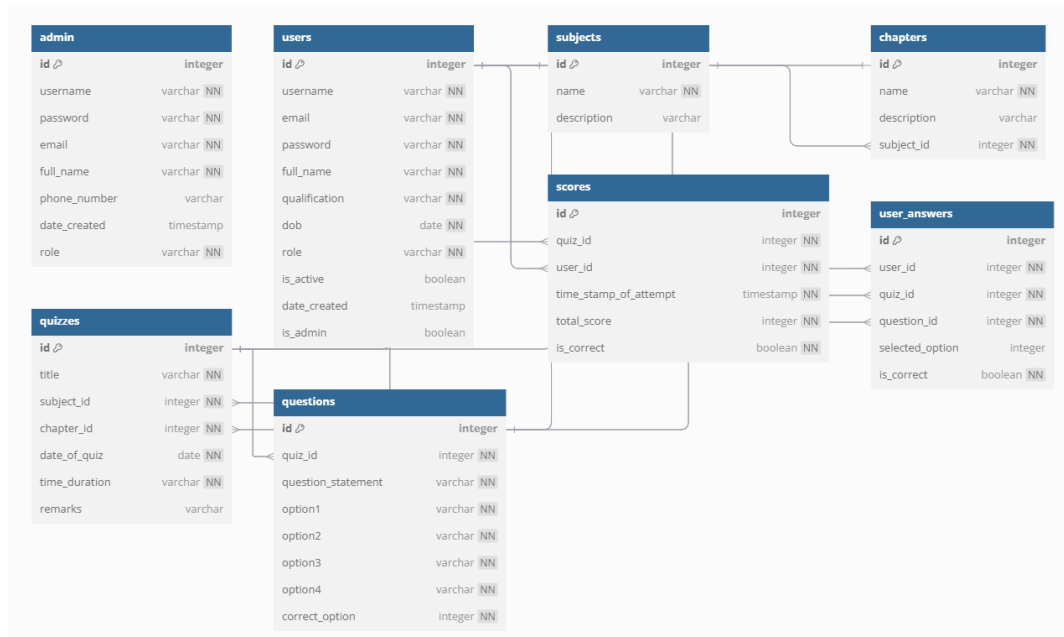 admin
id integer
username varchar NN
password varchar NN
email varchar NN
full_name varchar NN
phone_number varchar
date_created timestamp
role varchar NN
users
id integer
username varchar NN
email varchar NN
password varchar NN
full_name varchar NN
qualification varchar NN
dob date NN
role varchar NN
is_active boolean
date_created timestamp
is_admin boolean
subjects
id integer
name varchar NN
description varchar
chapters
id integer
name varchar NN
description varchar
subject_id integer NN
scores
id integer
quiz_id integer NN
user_id integer NN
time_stamp_of_attempt timestamp NN
total_score integer NN
is_correct boolean NN
user_answers
id integer
user_id integer NN
quiz_id integer NN
question_id integer NN
selected_option integer
is_correct boolean NN
quizzes
id integer
title varchar NN
subject_id integer NN
chapter_id integer NN
date_of_quiz date NN
time_duration varchar NN
remarks varchar
questions
id integer
quiz_id integer NN
question_statement varchar NN
option1 varchar NN
option2 varchar NN
option3 varchar NN
option4 varchar NN
correct_option integer NN